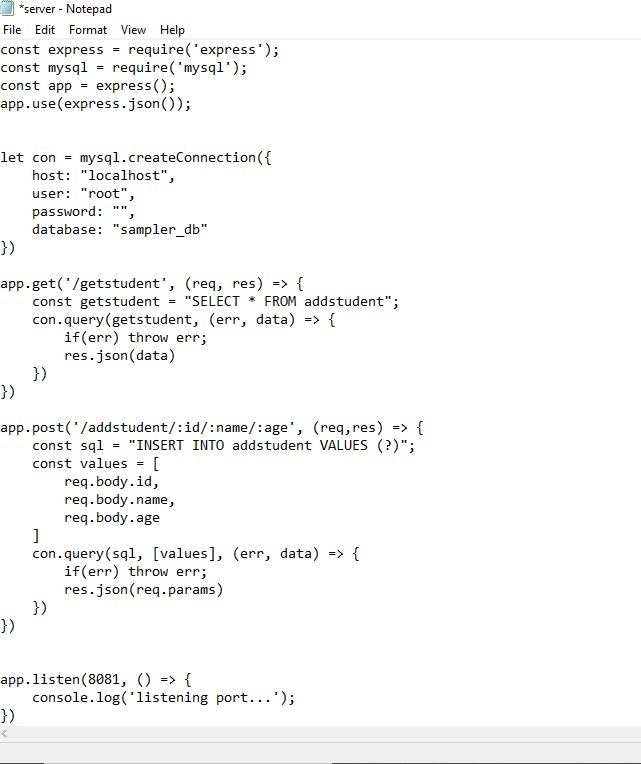 *server - Notepad
File Edit Format View Help
const express = require('express');
const mysql = require('mysql');
const app = express();
app.use(express.json());
let con = mysql.createConnection({
    host: "localhost",
    user: "root",
    password: "",
    database: "sampler_db"
})
app.get('/getstudent', (req, res) => {
    const getstudent = "SELECT * FROM addstudent";
    con.query(getstudent, (err, data) => {
        if(err) throw err;
        res.json(data)
    })
})
app.post('/addstudent/:id/:name/:age', (req,res) => {
    const sql = "INSERT INTO addstudent VALUES (?)";
    const values = [
        req.body.id,
        req.body.name,
        req.body.age
    ]
    con.query(sql, [values], (err, data) => {
        if(err) throw err;
        res.json(req.params)
    })
})
app.listen(8081, () => {
    console.log('listening port...');
})